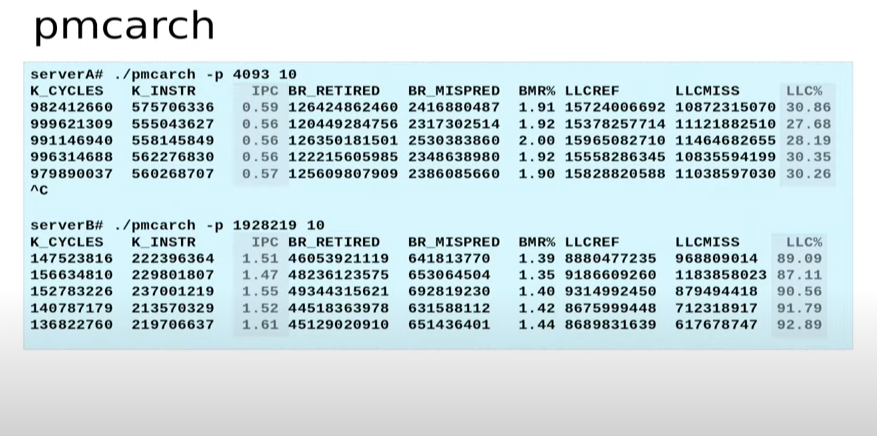 pmcarch
serverA# ./pmcarch -p 4093 10
K_CYCLES K_INSTR IPC BR_RETIRED BR_MISPRED BMR% LLCREF LLCMISS LLC%
982412660 575706336 0.59 126424862460 2416880487 1.91 15724006692 10872315070 30.86
999621309 555043627 0.56 120449284756 2317302514 1.92 15378257714 11121882510 27.68
991146940 558145849 0.56 126350181501 2530383860 2.00 15965082710 11464682655 28.19
996314688 562276830 0.56 122215605985 2348638980 1.92 15558286345 10835594199 30.35
979890037 560268707 0.57 125609807909 2386085660 1.90 15828820588 11038597030 30.26
^C
serverB# ./pmcarch -p 1928219 10
K_CYCLES K_INSTR IPC BR_RETIRED BR_MISPRED BMR% LLCREF LLCMISS LLC%
147523816 222396364 1.51 46053921119 641813770 1.39 8880477235 968809014 89.09
156634810 229801807 1.47 48236123575 653064504 1.35 9186609260 1183858023 87.11
152783226 237001219 1.55 49344315621 692819230 1.40 9314992450 879494418 90.56
140787179 213570329 1.52 44518363978 631588112 1.42 8675999448 712318917 91.79
136822760 219706637 1.61 45129020910 651436401 1.44 8689831639 617678747 92.89